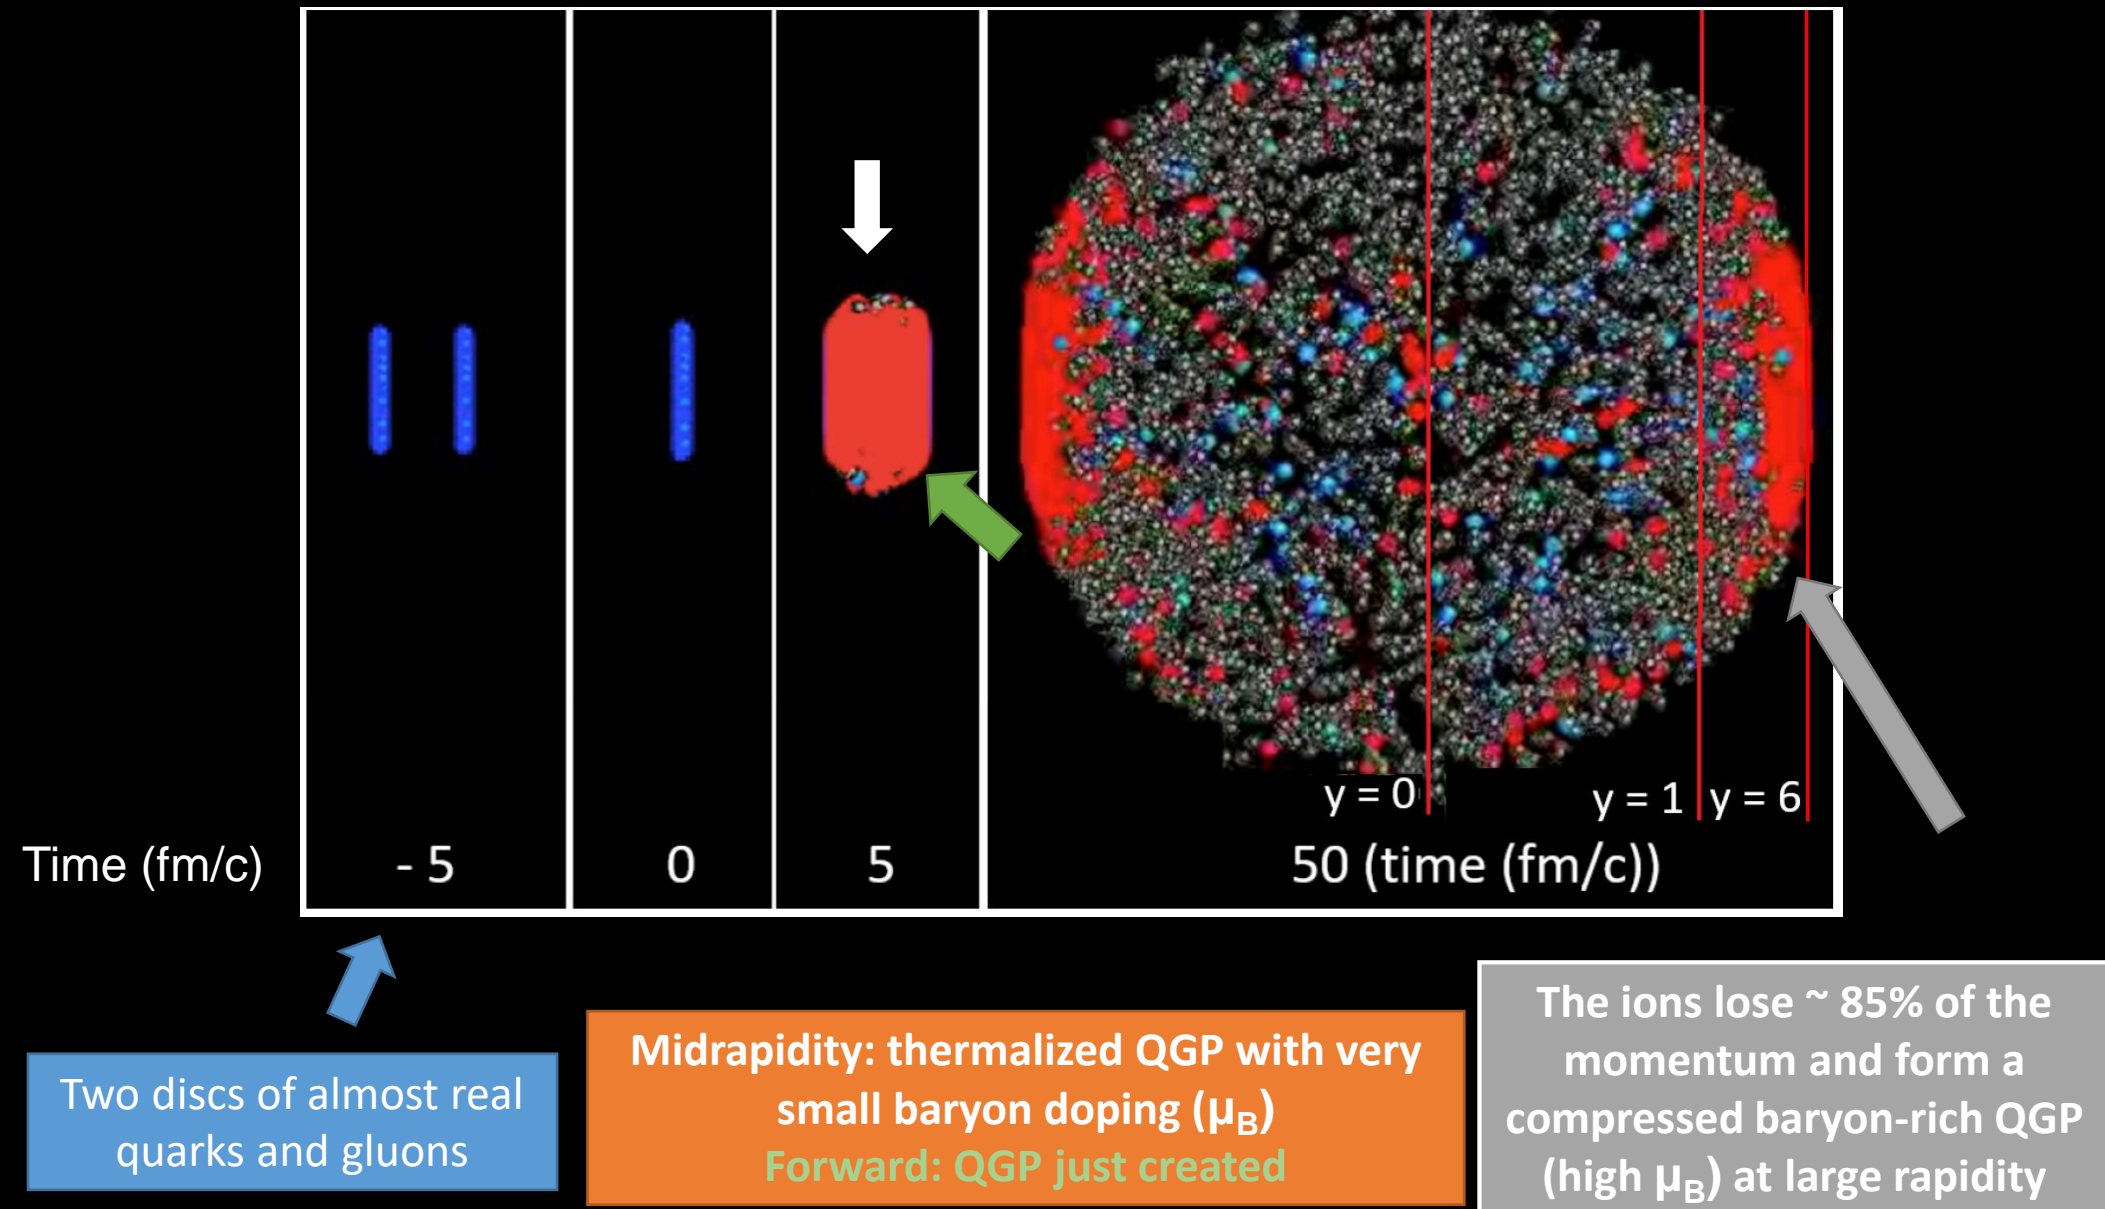 y = 0
y = 1
y = 6
Time (fm/c)
- 5
0
5
50 (time (fm/c))
Two discs of almost real
quarks and gluons
Midrapidity: thermalized QGP with very
small baryon doping (μB)
Forward: QGP just created
The ions lose ~ 85% of the
momentum and form a
compressed baryon-rich QGP
(high μB) at large rapidity